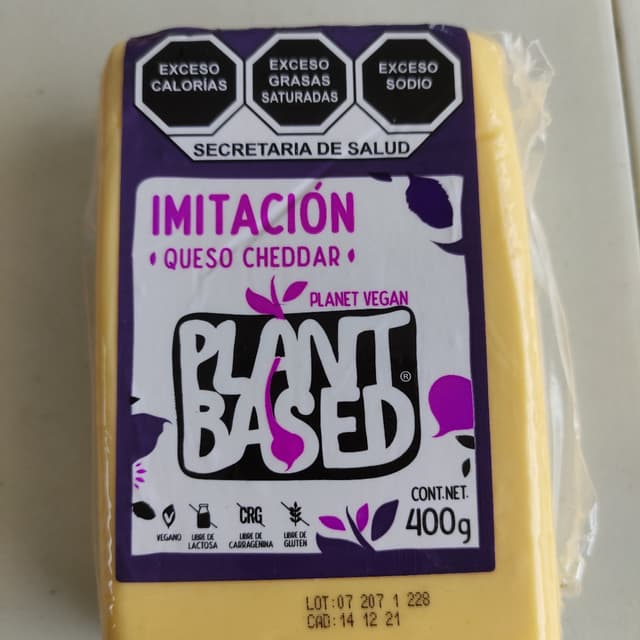 EXCESO
CALORÍAS
EXCESO
GRASAS
SATURADAS
EXCESO
SODIO
SECRETARIA DE SALUD
IMITACIÓN
QUESO CHEDDAR
PLANET VEGAN
PLANT
BASED®
CONT.NET.
400g
VEGANO
LIBRE DE
LACTOSA
CRG
LIBRE DE
CARRAGENINA
LIBRE DE
GLUTEN
LOT:07 207 1 228
CAD:14 12 21